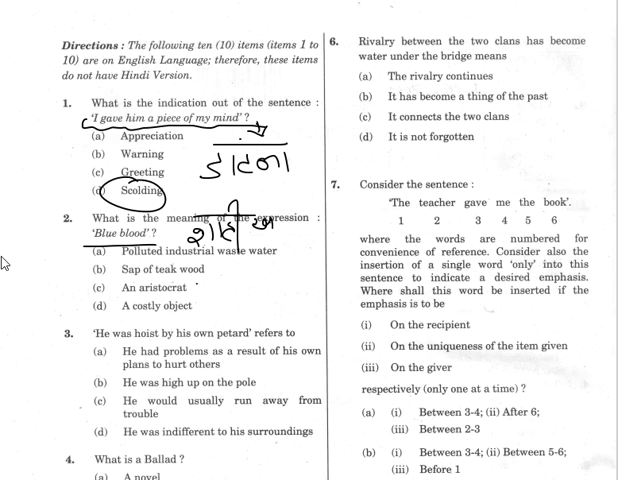 Directions : The following ten (10) items (items 1 to
10) are on English Language; therefore, these items
do not have Hindi Version.
1. What is the indication out of the sentence :
'I gave him a piece of my mind' ?
(a) Appreciation
(b) Warning
(c) Greeting
(d) Scolding
डांटना
2. What is the meaning of the expression :
'Blue blood' ?
शाही
(a) Polluted industrial waste water
(b) Sap of teak wood
(c) An aristocrat
(d) A costly object
3. 'He was hoist by his own petard' refers to
(a) He had problems as a result of his own
plans to hurt others
(b) He was high up on the pole
(c) He would usually run away from
trouble
(d) He was indifferent to his surroundings
4. What is a Ballad ?
(a) A novel
6. Rivalry between the two clans has become
water under the bridge means
(a) The rivalry continues
(b) It has become a thing of the past
(c) It connects the two clans
(d) It is not forgotten
7. Consider the sentence :
'The teacher gave me the book'.
1 2 3 4 5 6
where the words are numbered for
convenience of reference. Consider also the
insertion of a single word 'only' into this
sentence to indicate a desired emphasis.
Where shall this word be inserted if the
emphasis is to be
(i) On the recipient
(ii) On the uniqueness of the item given
(iii) On the giver
respectively (only one at a time) ?
(a) (i) Between 3-4; (ii) After 6;
(iii) Between 2-3
(b) (i) Between 3-4; (ii) Between 5-6;
(iii) Before 1